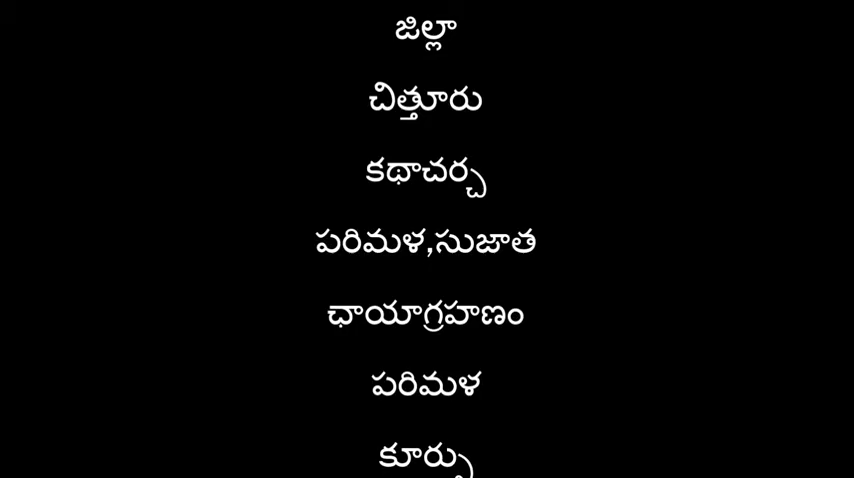 జిల్లా
చిత్తూరు
కథాచర్చ
పరిమళ,సుజాత
ఛాయాగ్రహణం
పరిమళ
కూర్పు